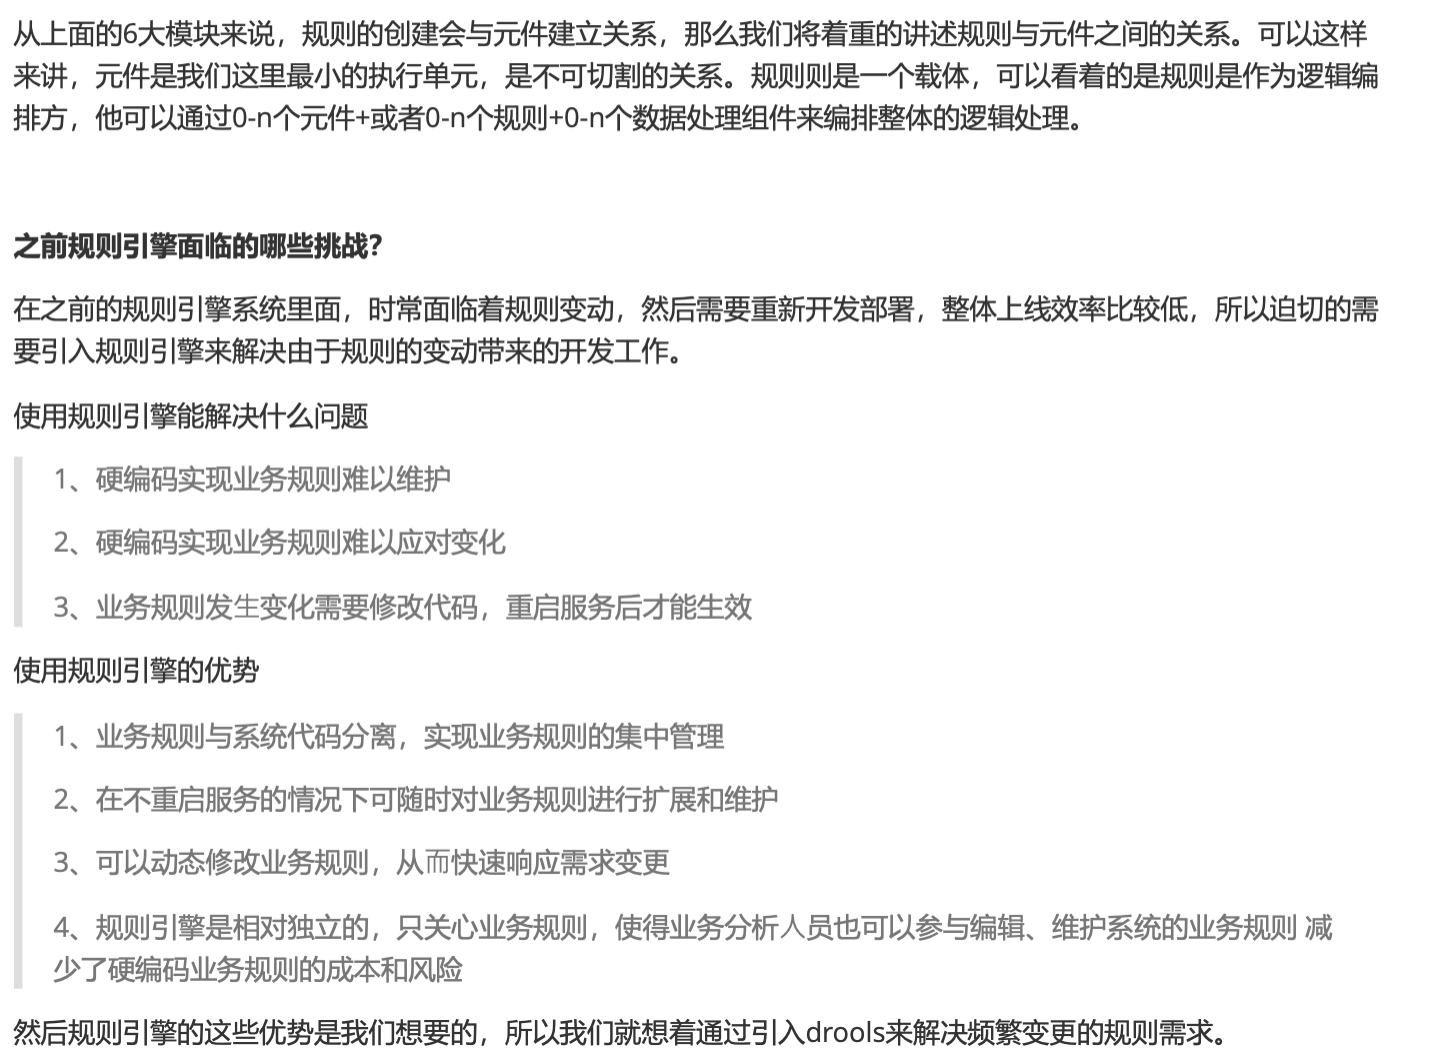 从上面的6大模块来说，规则的创建会与元件建立关系，那么我们将着重的讲述规则与元件之间的关系。可以这样
来讲，元件是我们这里最小的执行单元，是不可切割的关系。规则则是一个载体，可以看着的是规则是作为逻辑编
排方，他可以通过0-n个元件+或者0-n个规则+0-n个数据处理组件来编排整体的逻辑处理。
之前规则引擎面临的哪些挑战？
在之前的规则引擎系统里面，时常面临着规则变动，然后需要重新开发部署，整体上线效率比较低，所以迫切的需
要引入规则引擎来解决由于规则的变动带来的开发工作。
使用规则引擎能解决什么问题
1、硬编码实现业务规则难以维护
2、硬编码实现业务规则难以应对变化
3、业务规则发⽣变化需要修改代码，重启服务后才能生效
使用规则引擎的优势
1、业务规则与系统代码分离，实现业务规则的集中管理
2、在不重启服务的情况下可随时对业务规则进行扩展和维护
3、可以动态修改业务规则，从⽽快速响应需求变更
4、规则引擎是相对独立的，只关心业务规则，使得业务分析⼈员也可以参与编辑、维护系统的业务规则 减
少了硬编码业务规则的成本和风险
然后规则引擎的这些优势是我们想要的，所以我们就想着通过引入drools来解决频繁变更的规则需求。